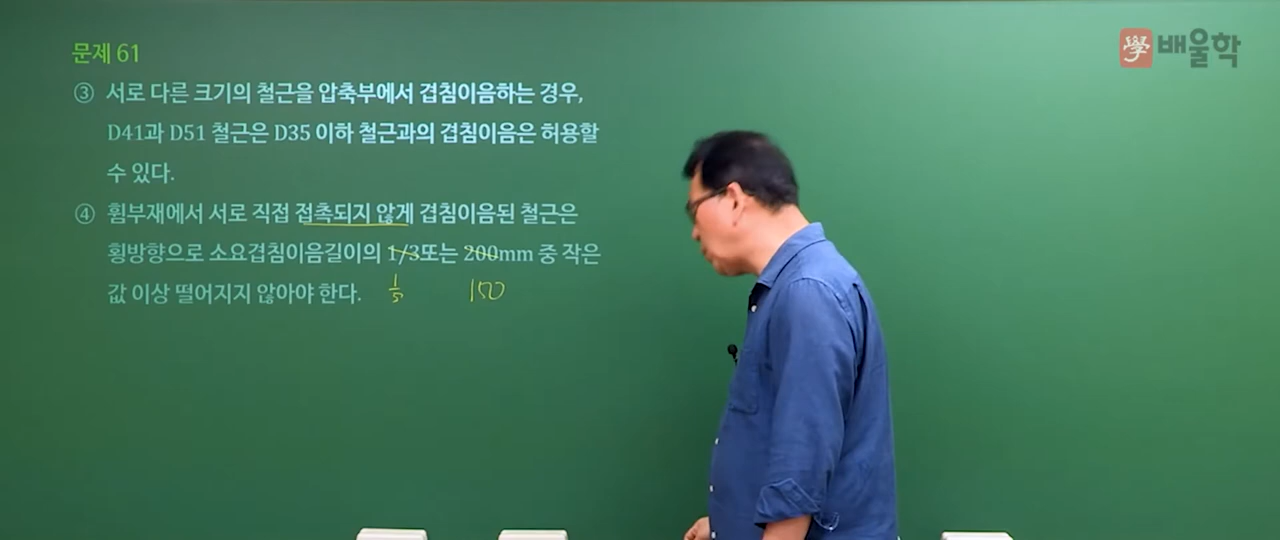 문제 61
學 배울학
③ 서로 다른 크기의 철근을 압축부에서 겹침이음하는 경우,
D41과 D51 철근은 D35 이하 철근과의 겹침이음은 허용할
수 있다.
④ 휨부재에서 서로 직접 접촉되지 않게 겹침이음된 철근은
횡방향으로 소요겹침이음길이의 1/3또는 200mm 중 작은
값 이상 떨어지지 않아야 한다.
1/5 150